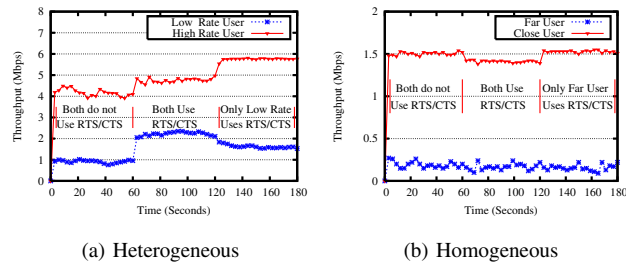 Low Rate User
High Rate User
8
7
6
5
4
3
2
1
0
Throughput (Mbps)
Both do not
Use RTS/CTS
Both Use
RTS/CTS
Only Low Rate
Uses RTS/CTS
0 20 40 60 80 100 120 140 160 180
Time (Seconds)
(a) Heterogeneous
Far User
Close User
2
1.5
1
0.5
0
Throughput (Mbps)
Both do not
Use RTS/CTS
Both Use
RTS/CTS
Only Far User
Uses RTS/CTS
0 20 40 60 80 100 120 140 160 180
Time (Seconds)
(b) Homogeneous